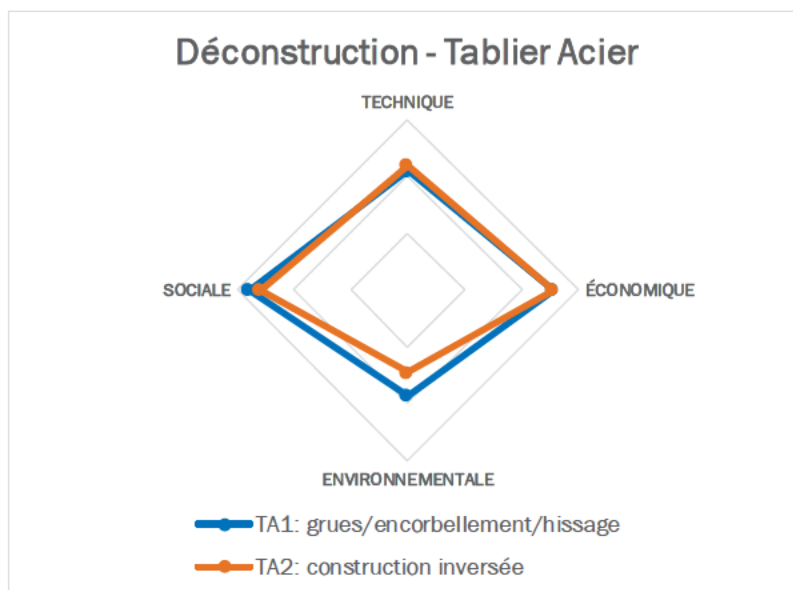 Déconstruction - Tablier Acier
TECHNIQUE
SOCIALE
ÉCONOMIQUE
ENVIRONNEMENTALE
TA1: grues/encorbellement/hissage
TA2: construction inversée